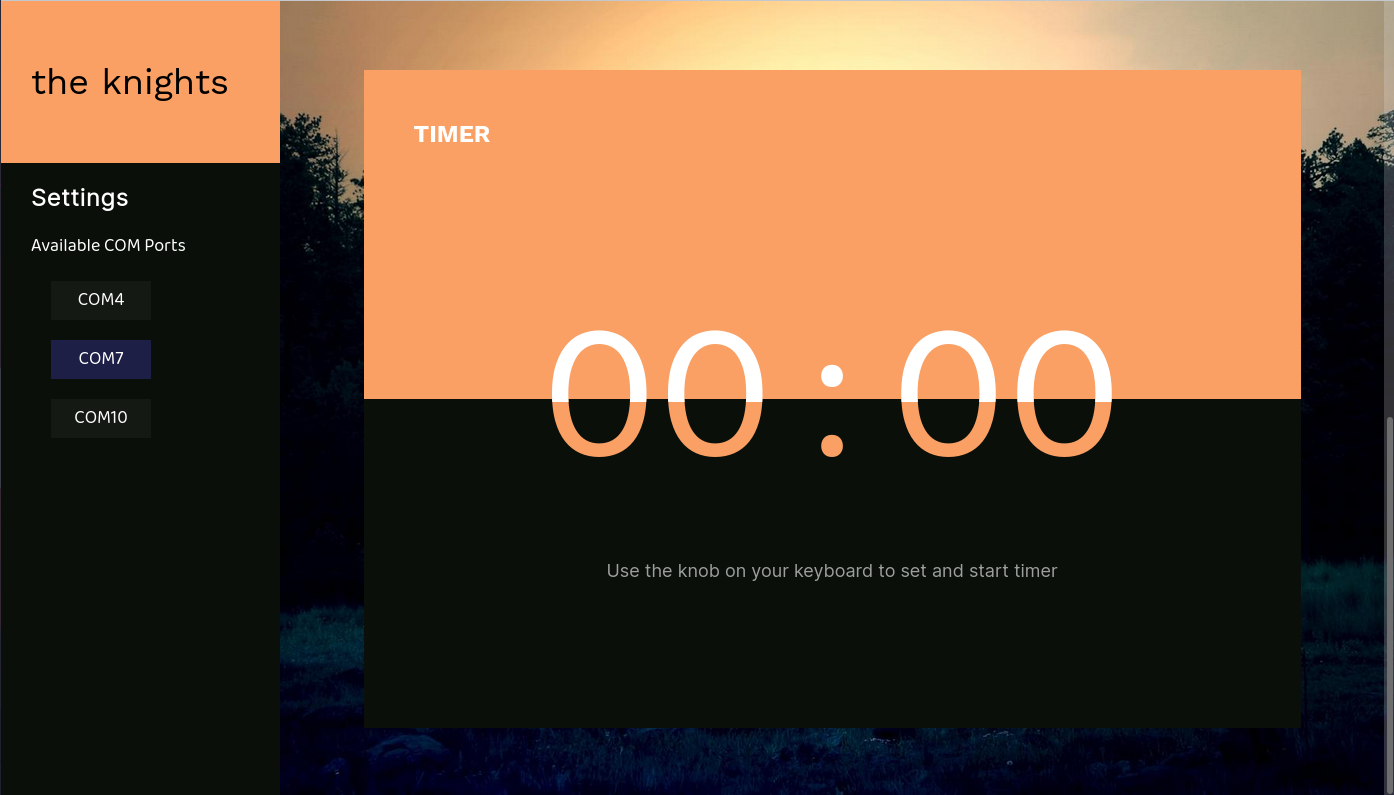 the knights
Settings
Available COM Ports
COM4
COM7
COM10
TIMER
00 : 00
Use the knob on your keyboard to set and start timer